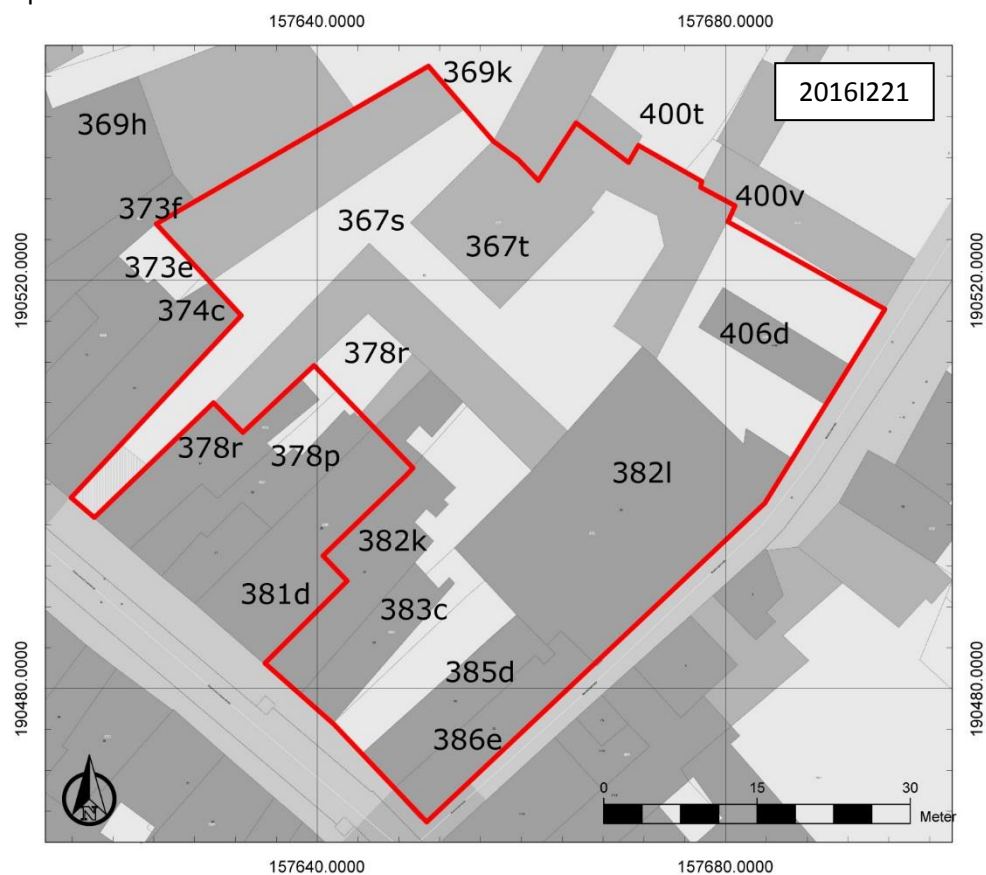 157640.0000 157680.0000
2016I221
369k
400t
369h
400v
373f
367s
367t
373e
190520.0000 190520.0000
374c
406d
378r
378r
378p
382l
382k
381d
383c
385d
190480.0000 190480.0000
386e
N
0 15 30
Meter
157640.0000 157680.0000